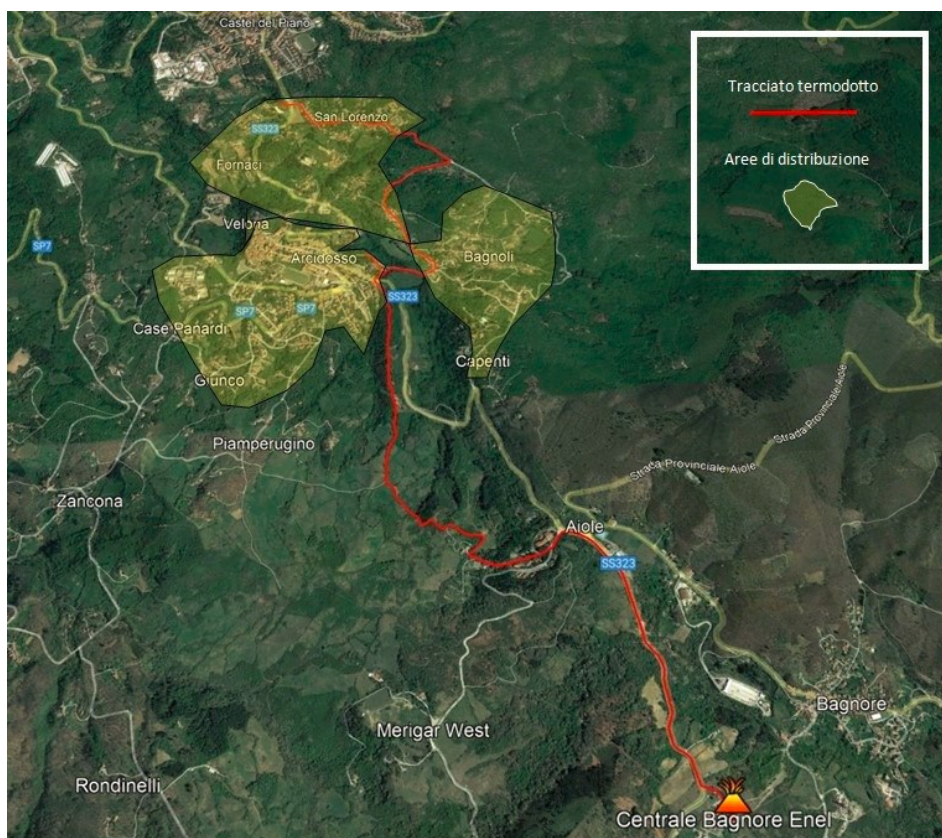 Castel del Piano
Tracciato termodotto
San Lorenzo
SS323
Aree di distribuzione
Fornaci
Velona
SP7
Arcidosso
Bagnoli
SS323
SP7
SP7
Case Panardi
Capenti
Giunco
Strada Provinciale Aiole
Piamperugino
Strada Provinciale Aiole
Zancona
Aiole
SS323
Bagnore
Merigar West
Rondinelli
Centrale Bagnore Enel